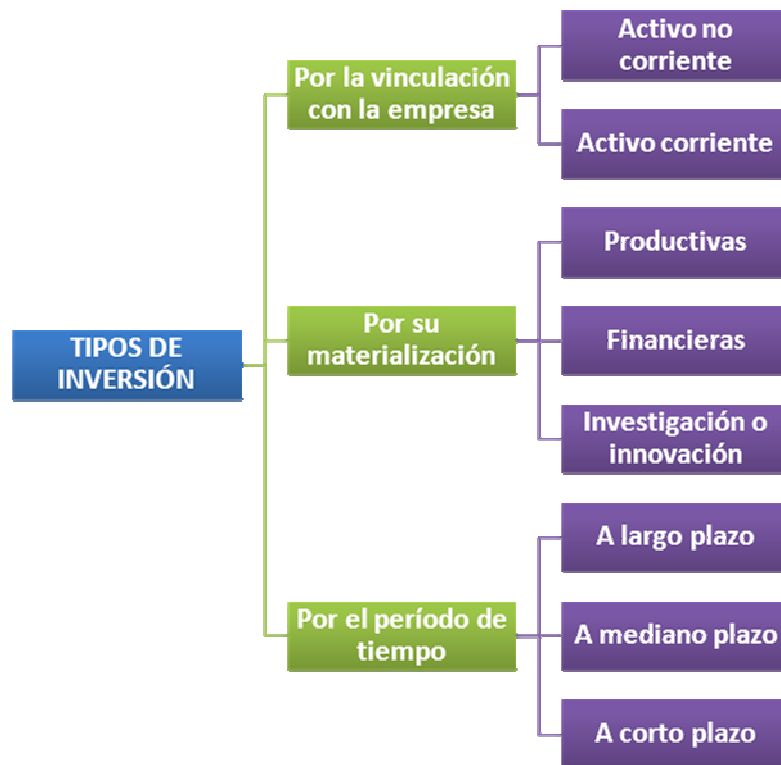 TIPOS DE
INVERSIÓN
Por la vinculación
con la empresa
Activo no
corriente
Activo corriente
Por su
materialización
Productivas
Financieras
Investigación o
innovación
Por el período de
tiempo
A largo plazo
A mediano plazo
A corto plazo